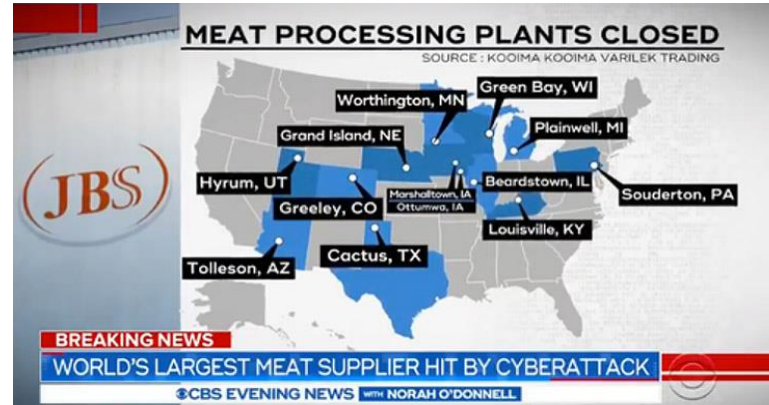 MEAT PROCESSING PLANTS CLOSED
SOURCE : KOOIMA KOOIMA VARILEK TRADING
Worthington, MN
Green Bay, WI
Grand Island, NE
Plainwell, MI
JBS
Hyrum, UT
Marshalltown, IA
Ottumwa, IA
Beardstown, IL
Souderton, PA
Greeley, CO
Louisville, KY
Cactus, TX
Tolleson, AZ
BREAKING NEWS
WORLD'S LARGEST MEAT SUPPLIER HIT BY CYBERATTACK
CBS EVENING NEWS WITH NORAH O'DONNELL